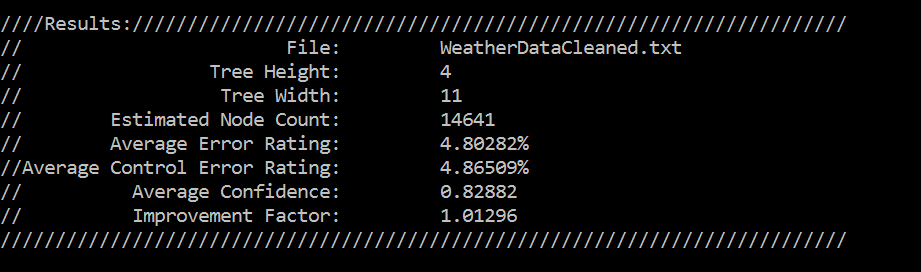 ////Results://///////////////////////////////////////////////////////////////
// File: WeatherDataCleaned.txt
// Tree Height: 4
// Tree Width: 11
// Estimated Node Count: 14641
// Average Error Rating: 4.80282%
//Average Control Error Rating: 4.86509%
// Average Confidence: 0.82882
// Improvement Factor: 1.01296
/////////////////////////////////////////////////////////////////////////////